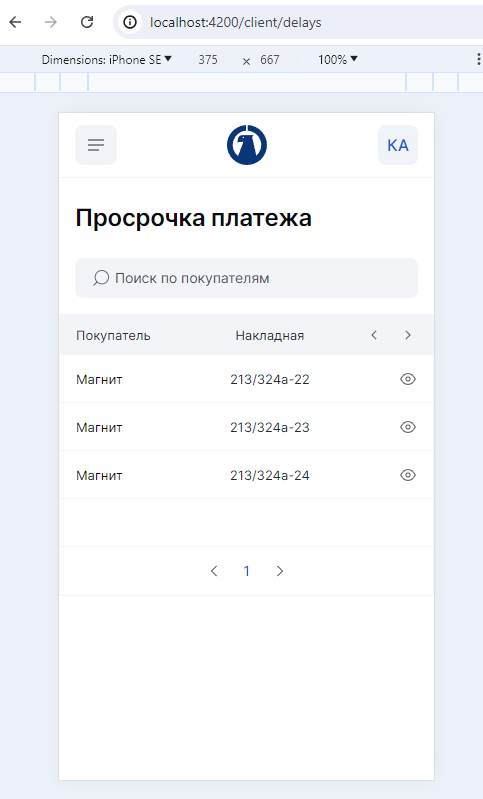 localhost:4200/client/delays
Dimensions: iPhone SE 375 × 667 100%
КА
Просрочка платежа
Поиск по покупателям
Покупатель Накладная
Магнит 213/324а-22
Магнит 213/324а-23
Магнит 213/324а-24
1